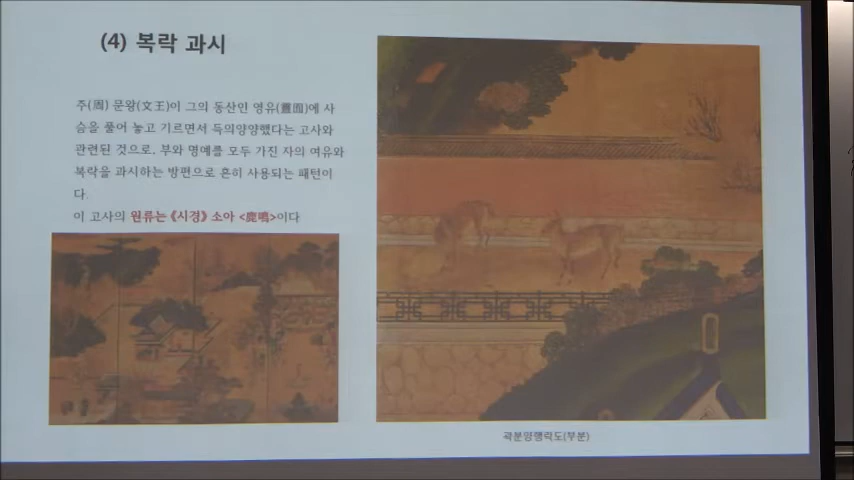 (4) 복락 과시
주(周) 문왕(文王)이 그의 동산인 영유(靈囿)에 사
슴을 풀어 놓고 기르면서 득의양양했다는 고사와
관련된 것으로, 부와 명예를 모두 가진 자의 여유와
복락을 과시하는 방편으로 흔히 사용되는 패턴이
다.
이 고사의 원류는 《시경》 소아 <鹿鳴>이다
곽분양행락도(부분)